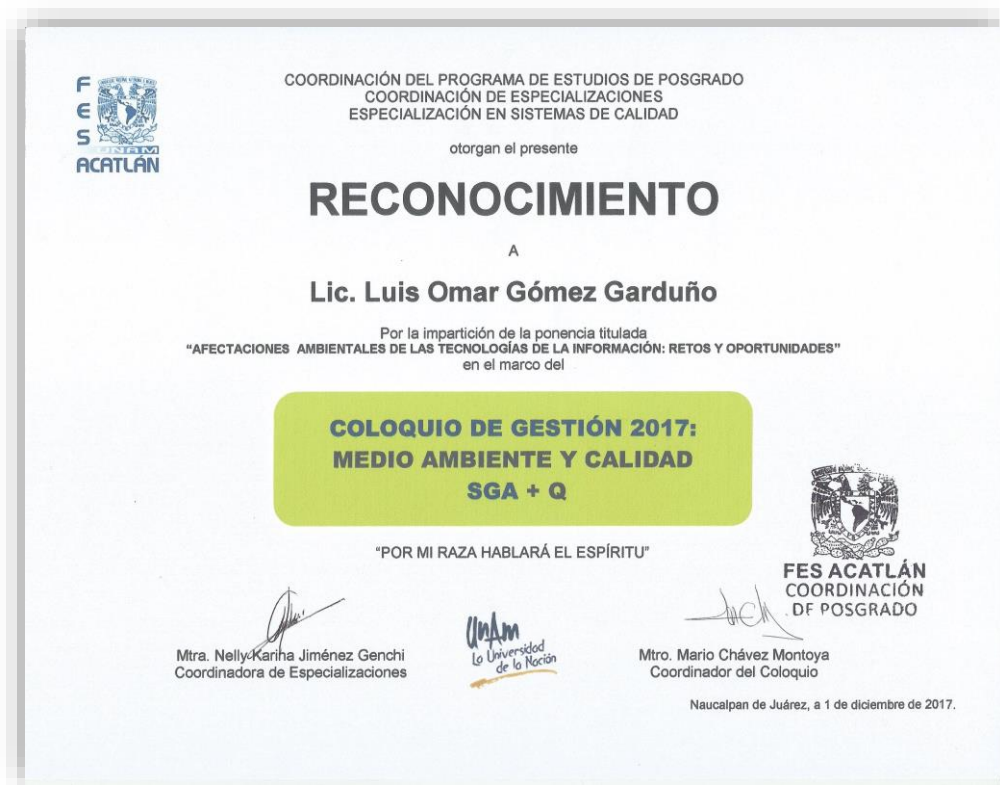 FES
UNAM
ACATLÁN
COORDINACIÓN DEL PROGRAMA DE ESTUDIOS DE POSGRADO
COORDINACIÓN DE ESPECIALIZACIONES
ESPECIALIZACIÓN EN SISTEMAS DE CALIDAD
otorgan el presente
RECONOCIMIENTO
A
Lic. Luis Omar Gómez Garduño
Por la impartición de la ponencia titulada
"AFECTACIONES AMBIENTALES DE LAS TECNOLOGÍAS DE LA INFORMACIÓN: RETOS Y OPORTUNIDADES"
en el marco del
COLOQUIO DE GESTIÓN 2017:
MEDIO AMBIENTE Y CALIDAD
SGA + Q
"POR MI RAZA HABLARÁ EL ESPÍRITU"
FES ACATLÁN
COORDINACIÓN
DE POSGRADO
Mtra. Nelly Kariha Jiménez Genchi
Coordinadora de Especializaciones
UNAM
La Universidad
de la Nación
Mtro. Mario Chávez Montoya
Coordinador del Coloquio
Naucalpan de Juárez, a 1 de diciembre de 2017.